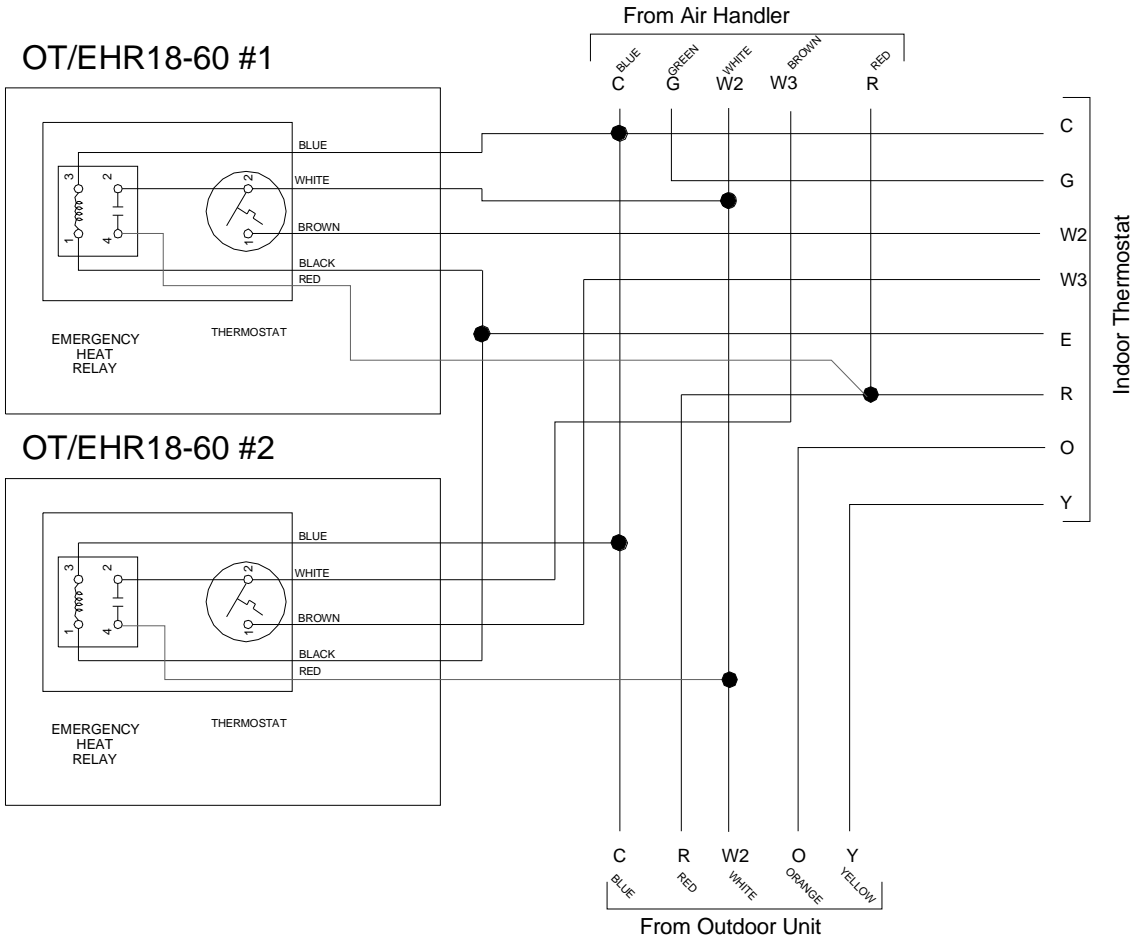 From Air Handler
BLUE
GREEN
WHITE
BROWN
RED
C
G
W2
W3
R
OT/EHR18-60 #1
BLUE
WHITE
BROWN
BLACK
RED
3
2
1
4
2
1
EMERGENCY
HEAT
RELAY
THERMOSTAT
C
G
W2
W3
E
R
O
Y
Indoor Thermostat
OT/EHR18-60 #2
BLUE
WHITE
BROWN
BLACK
RED
3
2
1
4
2
1
EMERGENCY
HEAT
RELAY
THERMOSTAT
C
R
W2
O
Y
BLUE
RED
WHITE
ORANGE
YELLOW
From Outdoor Unit